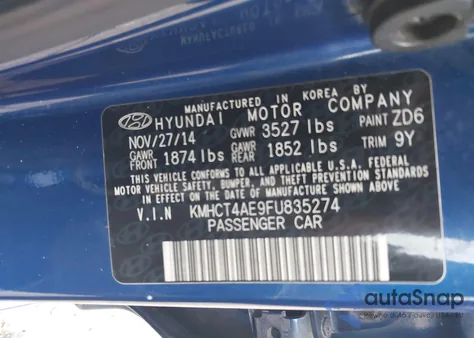 MANUFACTURED IN KOREA BY
HYUNDAI MOTOR COMPANY
NOV/27/14 GVWR 3527 lbs PAINT ZD6
GAWR FRONT 1874 lbs GAWR REAR 1852 lbs TRIM 9Y
THIS VEHICLE CONFORMS TO ALL APPLICABLE U.S. FEDERAL
MOTOR VEHICLE SAFETY, BUMPER, AND THEFT PREVENTION STANDARDS
IN EFFECT ON THE DATE OF MANUFACTURE SHOWN ABOVE.
V.I.N KMHCT4AE9FU835274
PASSENGER CAR
autoSnap